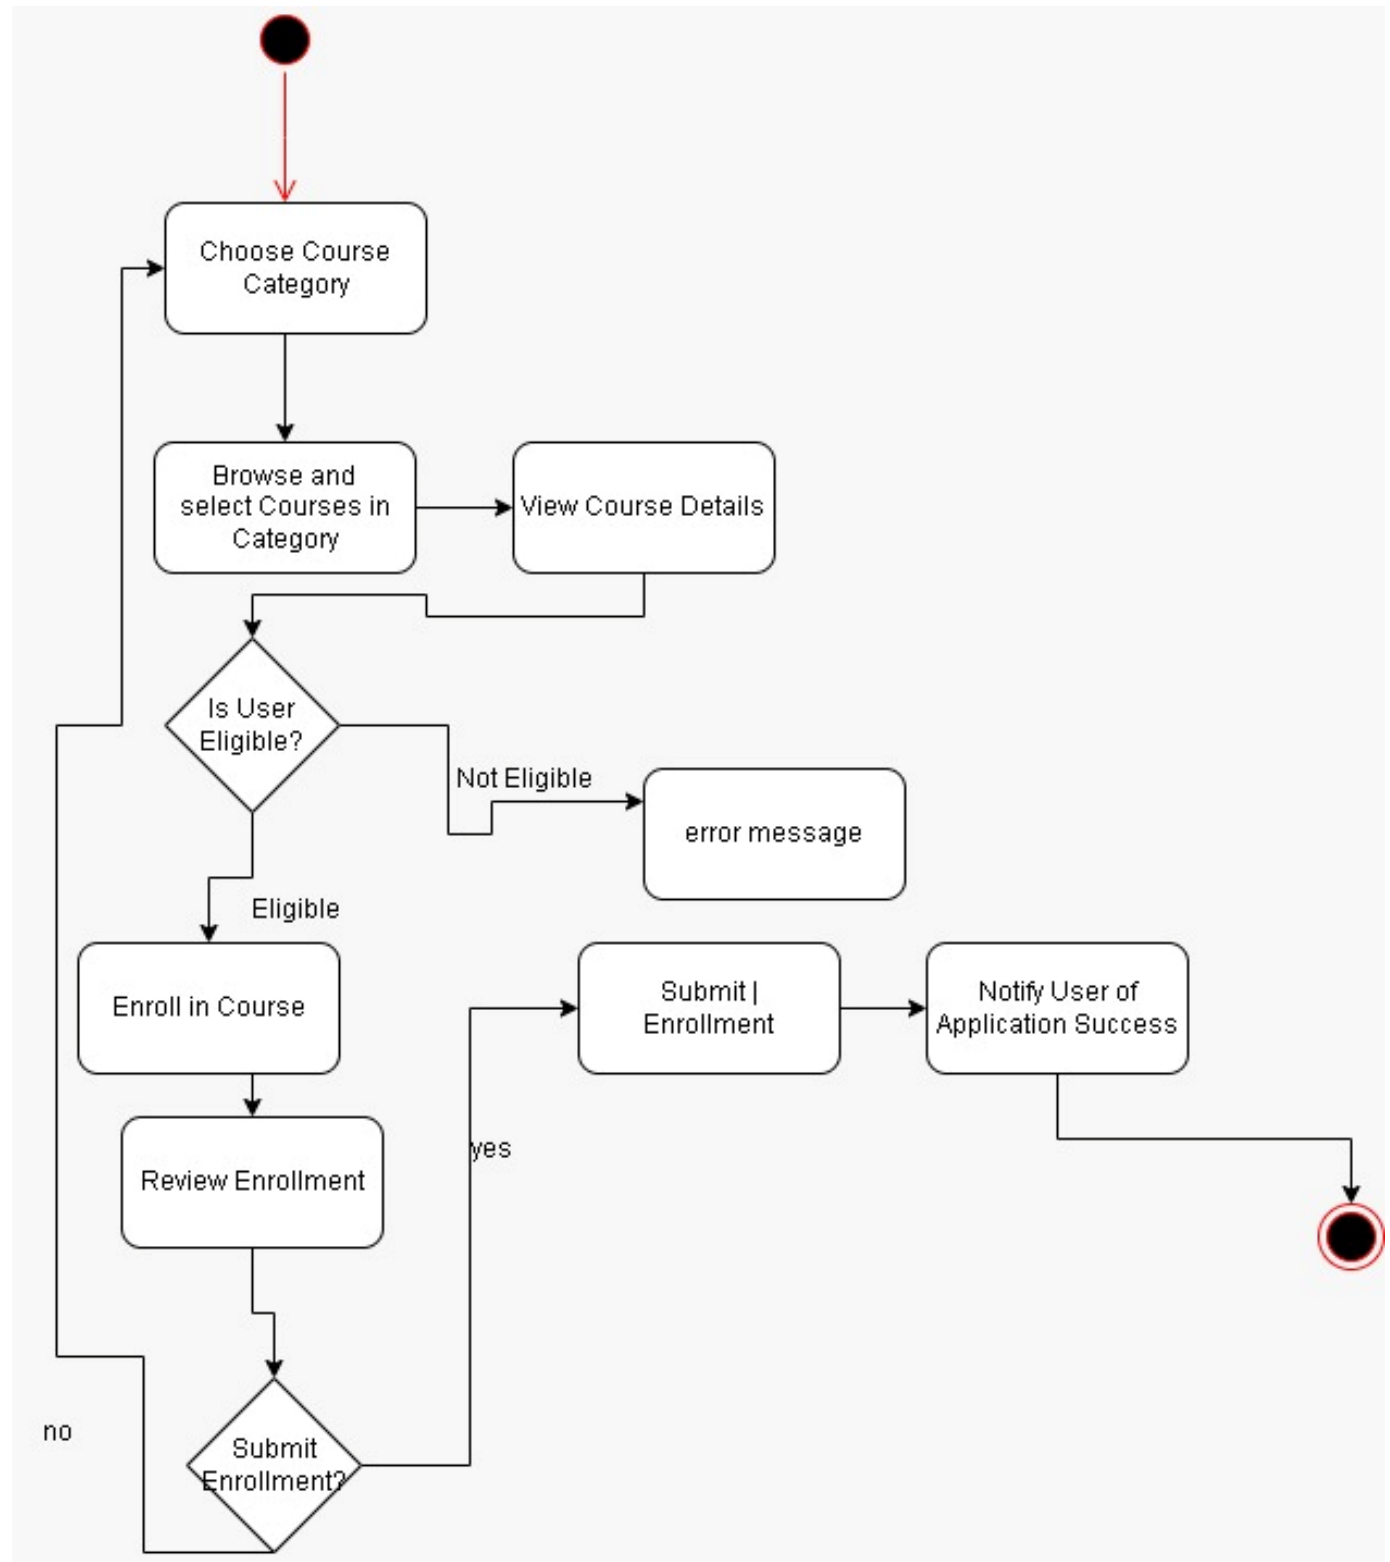 Choose Course
Category
Browse and
select Courses in
Category
View Course Details
Is User
Eligible?
Not Eligible
error message
Eligible
Enroll in Course
Submit |
Enrollment
Notify User of
Application Success
yes
Review Enrollment
no
Submit
Enrollment?